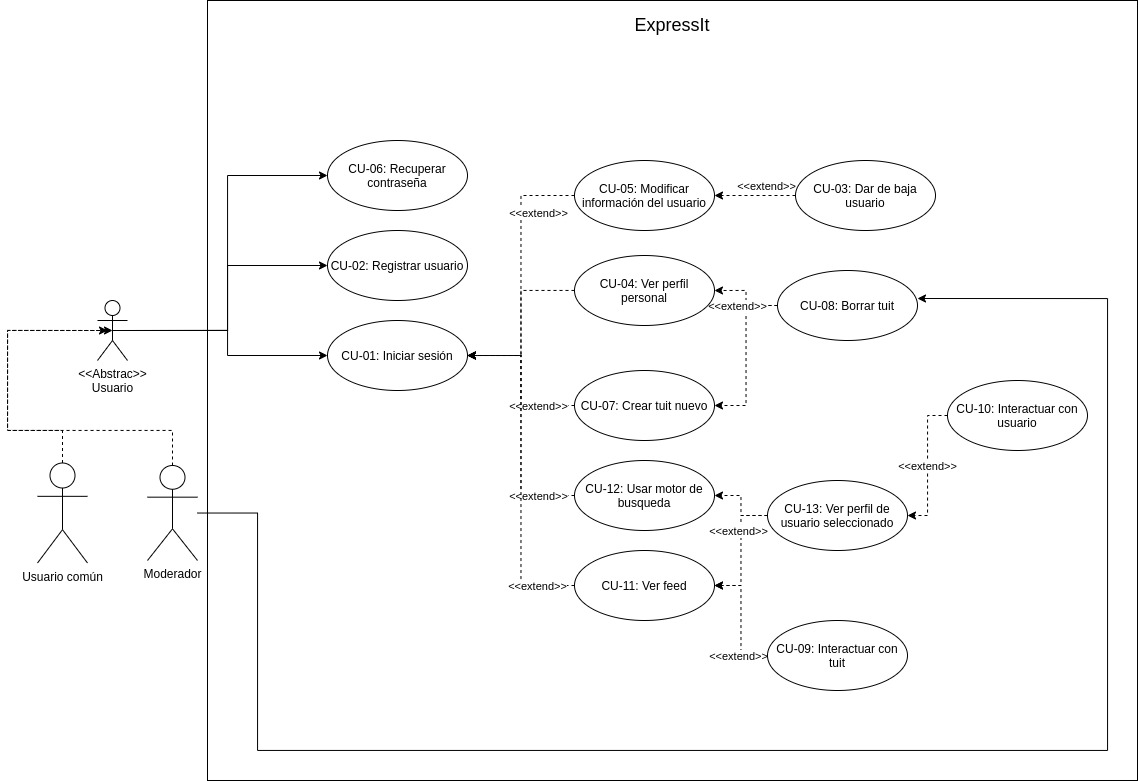 ExpressIt
CU-06: Recuperar
contraseña
CU-02: Registrar usuario
CU-01: Iniciar sesión
CU-05: Modificar
información del usuario
<<extend>>
<<extend>>
CU-03: Dar de baja
usuario
CU-04: Ver perfil
personal
<<extend>>
CU-08: Borrar tuit
<<extend>>
CU-07: Crear tuit nuevo
CU-10: Interactuar con
usuario
<<extend>>
<<extend>>
CU-12: Usar motor de
busqueda
CU-13: Ver perfil de
usuario seleccionado
<<extend>>
<<extend>>
CU-11: Ver feed
<<extend>>
CU-09: Interactuar con
tuit
<<Abstrac>>
Usuario
Usuario común
Moderador